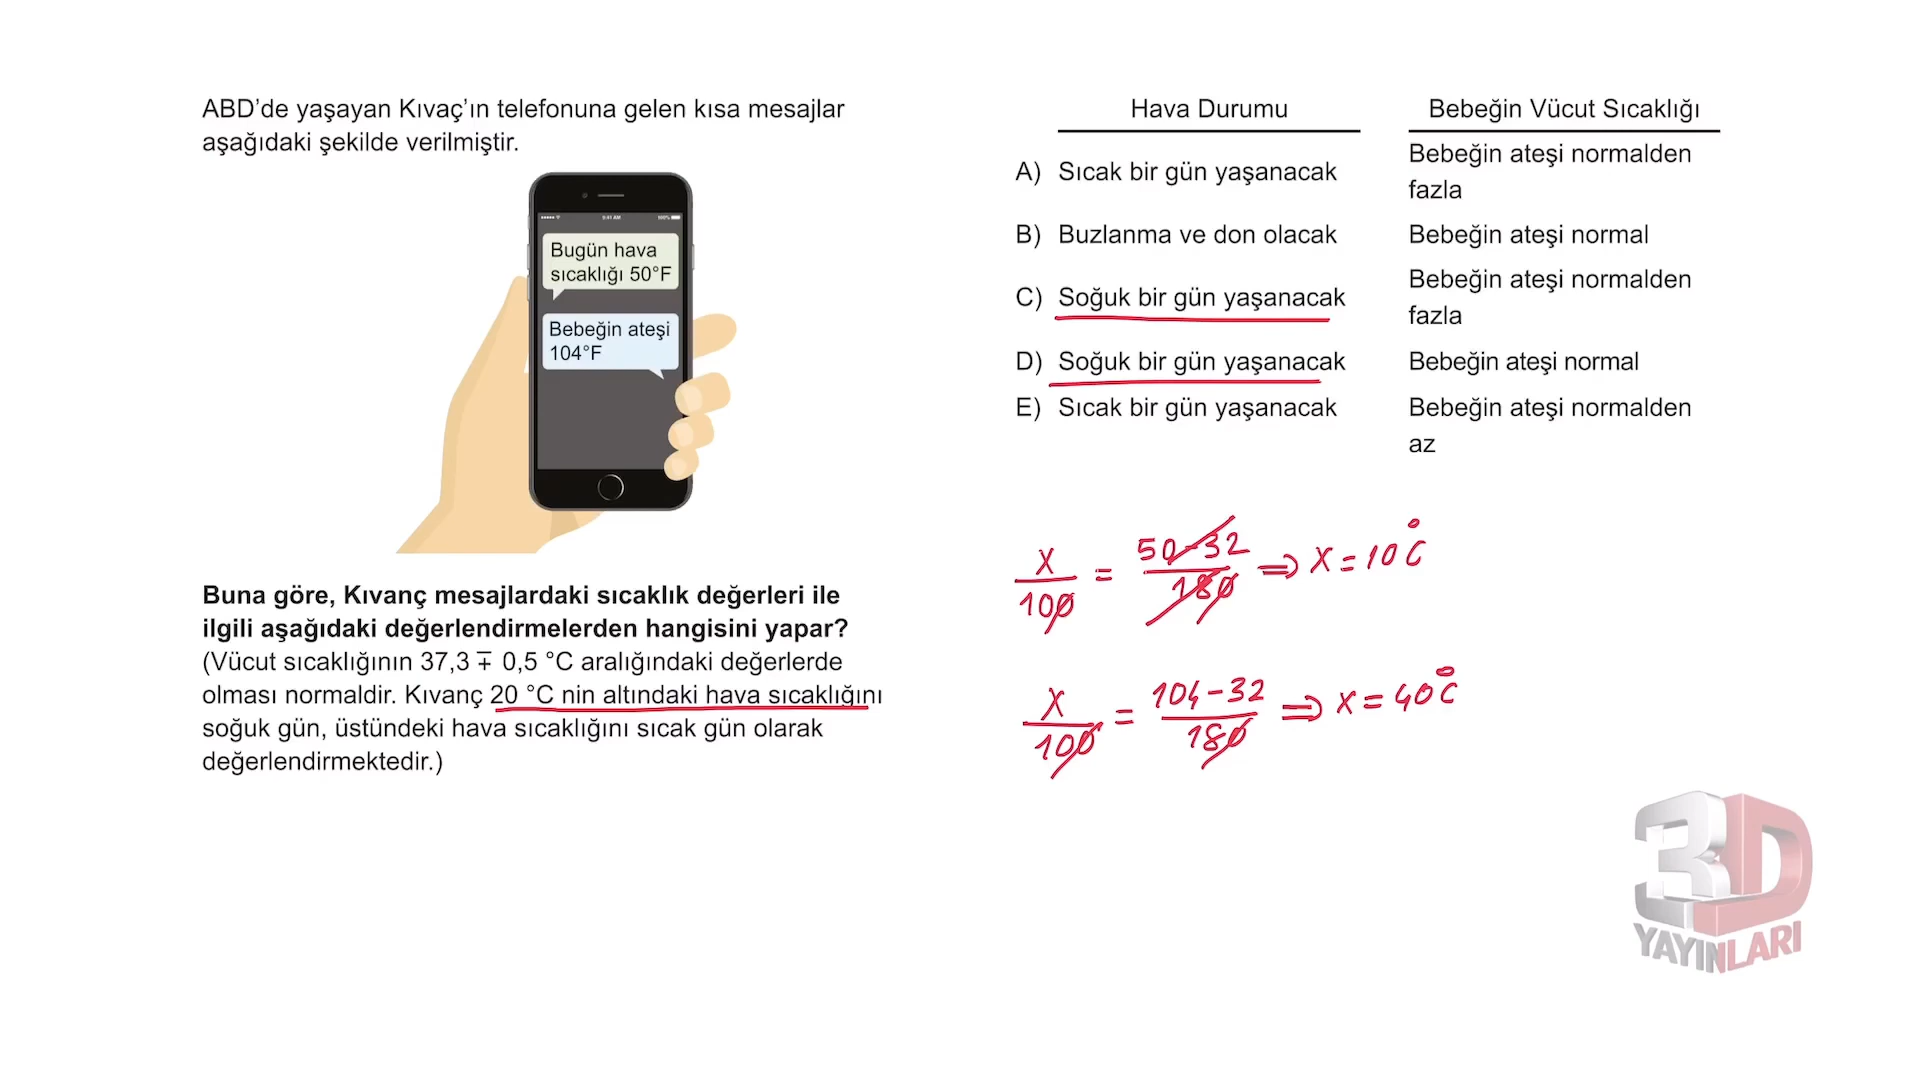 ABD’de yaşayan Kıvaç’ın telefonuna gelen kısa mesajlar
aşağıdaki şekilde verilmiştir.
9:41 AM
100%
Bugün hava
sıcaklığı 50°F
Bebeğin ateşi
104°F
Buna göre, Kıvanç mesajlardaki sıcaklık değerleri ile
ilgili aşağıdaki değerlendirmelerden hangisini yapar?
(Vücut sıcaklığının 37,3 ∓ 0,5 °C aralığındaki değerlerde
olması normaldir. Kıvanç 20 °C nin altındaki hava sıcaklığını
soğuk gün, üstündeki hava sıcaklığını sıcak gün olarak
değerlendirmektedir.)
Hava Durumu Bebeğin Vücut Sıcaklığı
A) Sıcak bir gün yaşanacak Bebeğin ateşi normalden
fazla
B) Buzlanma ve don olacak Bebeğin ateşi normal
C) Soğuk bir gün yaşanacak Bebeğin ateşi normalden
fazla
D) Soğuk bir gün yaşanacak Bebeğin ateşi normal
E) Sıcak bir gün yaşanacak Bebeğin ateşi normalden
az
x/100 = 50-32/180 ⇒ x = 10°C
x/100 = 104-32/180 ⇒ x = 40°C
3D
YAYINLARI